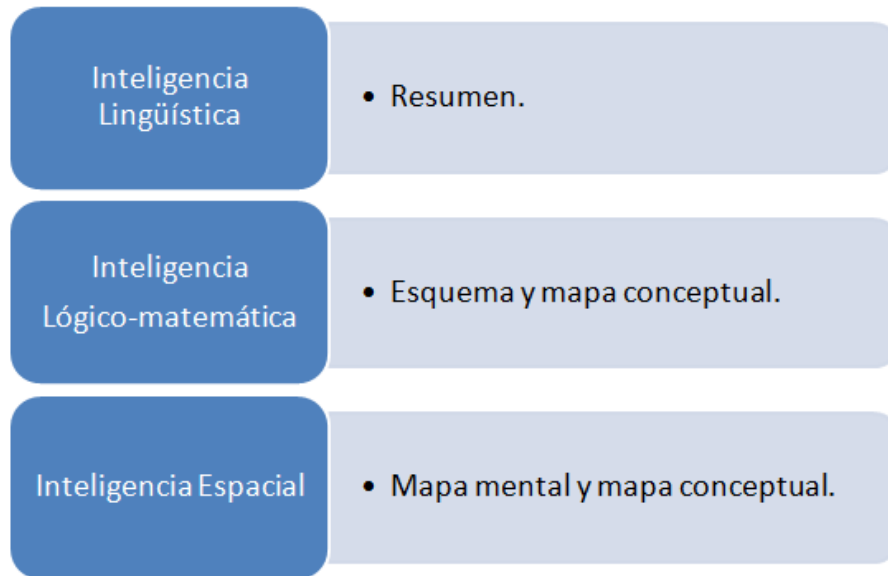 Inteligencia
Lingüística
• Resumen.
Inteligencia
Lógico-matemática
• Esquema y mapa conceptual.
Inteligencia Espacial
• Mapa mental y mapa conceptual.